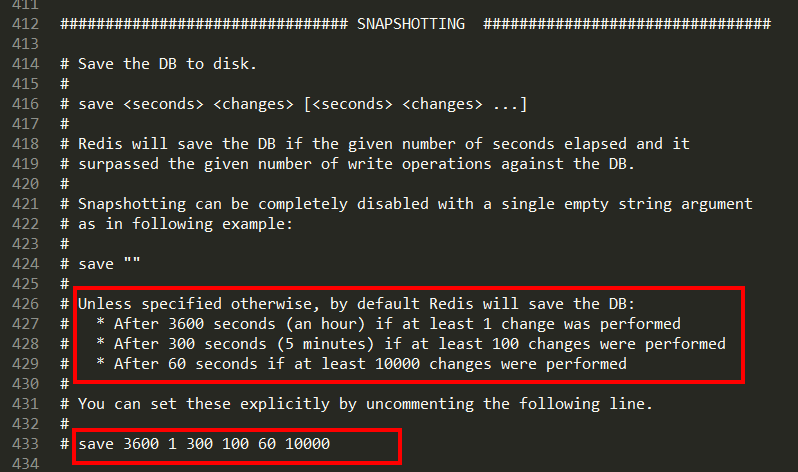 411
412 ################################ SNAPSHOTTING  ################################
413
414 # Save the DB to disk.
415 #
416 # save <seconds> <changes> [<seconds> <changes> ...]
417 #
418 # Redis will save the DB if the given number of seconds elapsed and it
419 # surpassed the given number of write operations against the DB.
420 #
421 # Snapshotting can be completely disabled with a single empty string argument
422 # as in following example:
423 #
424 # save ""
425 #
426 # Unless specified otherwise, by default Redis will save the DB:
427 #   * After 3600 seconds (an hour) if at least 1 change was performed
428 #   * After 300 seconds (5 minutes) if at least 100 changes were performed
429 #   * After 60 seconds if at least 10000 changes were performed
430 #
431 # You can set these explicitly by uncommenting the following line.
432 #
433 # save 3600 1 300 100 60 10000
434